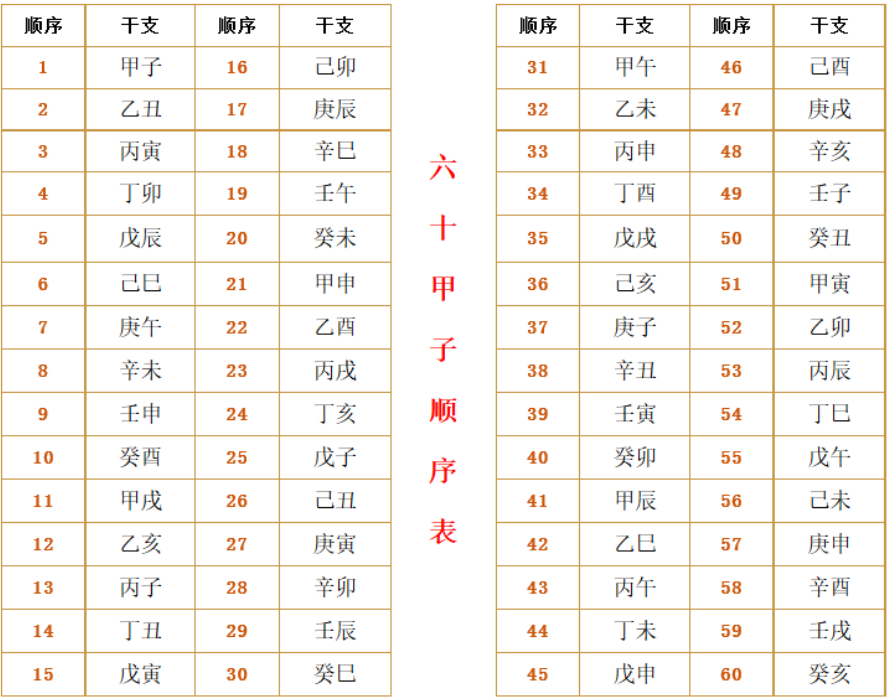 顺序 干支 顺序 干支
1 甲子 16 己卯
2 乙丑 17 庚辰
3 丙寅 18 辛巳
4 丁卯 19 壬午
5 戊辰 20 癸未
6 己巳 21 甲申
7 庚午 22 乙酉
8 辛未 23 丙戌
9 壬申 24 丁亥
10 癸酉 25 戊子
11 甲戌 26 己丑
12 乙亥 27 庚寅
13 丙子 28 辛卯
14 丁丑 29 壬辰
15 戊寅 30 癸巳
六十甲子顺序表
顺序 干支 顺序 干支
31 甲午 46 己酉
32 乙未 47 庚戌
33 丙申 48 辛亥
34 丁酉 49 壬子
35 戊戌 50 癸丑
36 己亥 51 甲寅
37 庚子 52 乙卯
38 辛丑 53 丙辰
39 壬寅 54 丁巳
40 癸卯 55 戊午
41 甲辰 56 己未
42 乙巳 57 庚申
43 丙午 58 辛酉
44 丁未 59 壬戌
45 戊申 60 癸亥